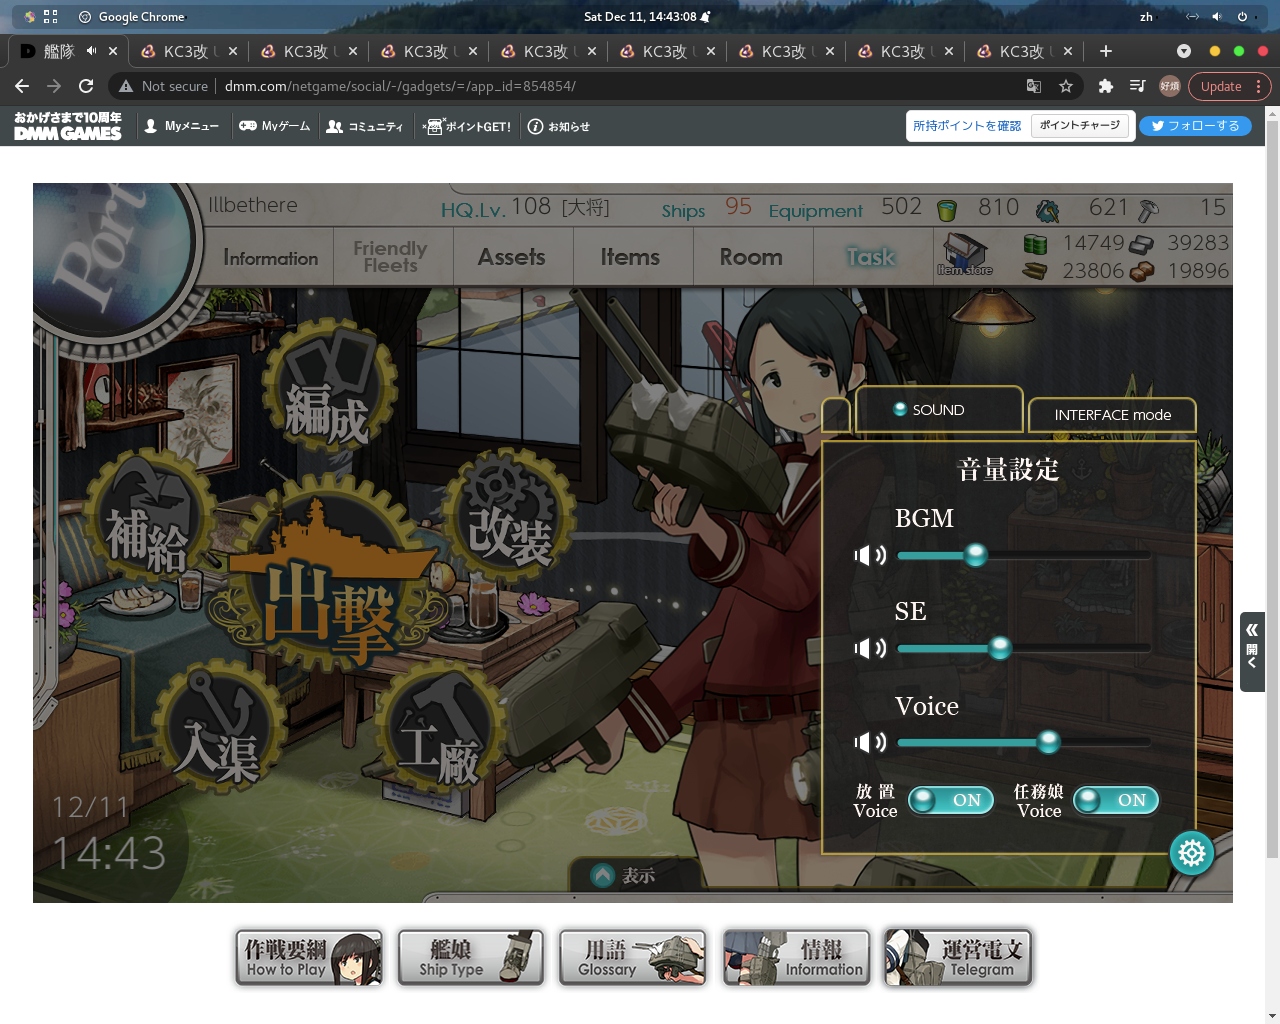 Google Chrome
Sat Dec 11, 14:43:08
zh
艦隊
KC3改
KC3改
KC3改
KC3改
KC3改
KC3改
KC3改
KC3改
Not secure
dmm.com/netgame/social/-/gadgets/=/app_id=854854/
好煩
Update
おかげさまで10周年
DMM GAMES
Myメニュー
Myゲーム
コミュニティ
ポイントGET!
お知らせ
所持ポイントを確認
ポイントチャージ
フォローする
Port
Illbethere
HQ.Lv. 108 [大将]
Ships 95
Equipment 502
810
621
15
Information
Friendly Fleets
Assets
Items
Room
Task
Item store
14749
39283
23806
19896
編成
補給
改装
出撃
入渠
工廠
SOUND
INTERFACE mode
音量設定
BGM
SE
Voice
放置 Voice
ON
任務娘 Voice
ON
開く
12/11
14:43
表示
作戦要綱
How to Play
艦娘
Ship Type
用語
Glossary
情報
Information
運営電文
Telegram